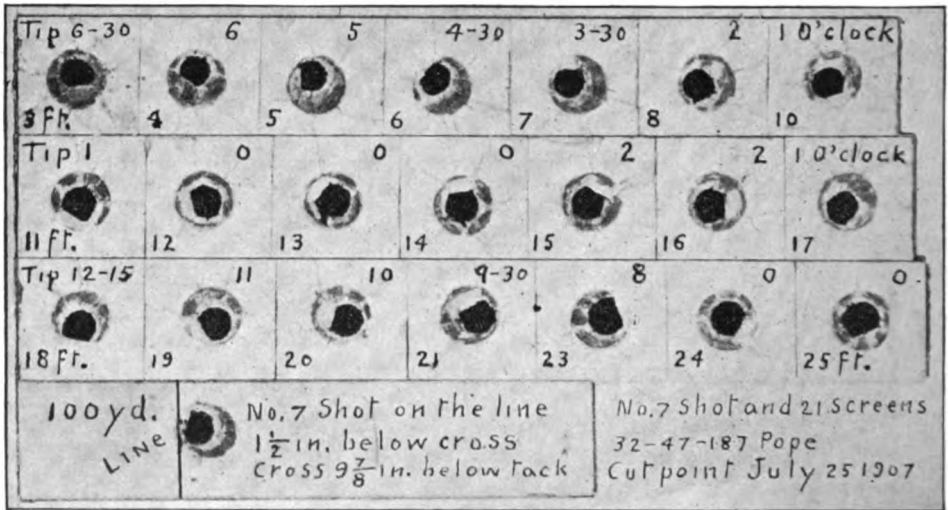 Tip 6-30 6 5 4-30 3-30 2 1 O'clock
3 ft. 4 5 6 7 8 10
Tip 1 0 0 0 2 2 1 O'clock
11 ft. 12 13 14 15 16 17
Tip 12-15 11 10 9-30 8 0 0
18 ft. 19 20 21 23 24 25 ft.
100 yd.
LINE
No. 7 Shot on the line
1 1/2 in. below cross
Cross 9 7/8 in. below tack
No. 7 Shot and 21 Screens
32-47-187 Pope
Cut point July 25 1907